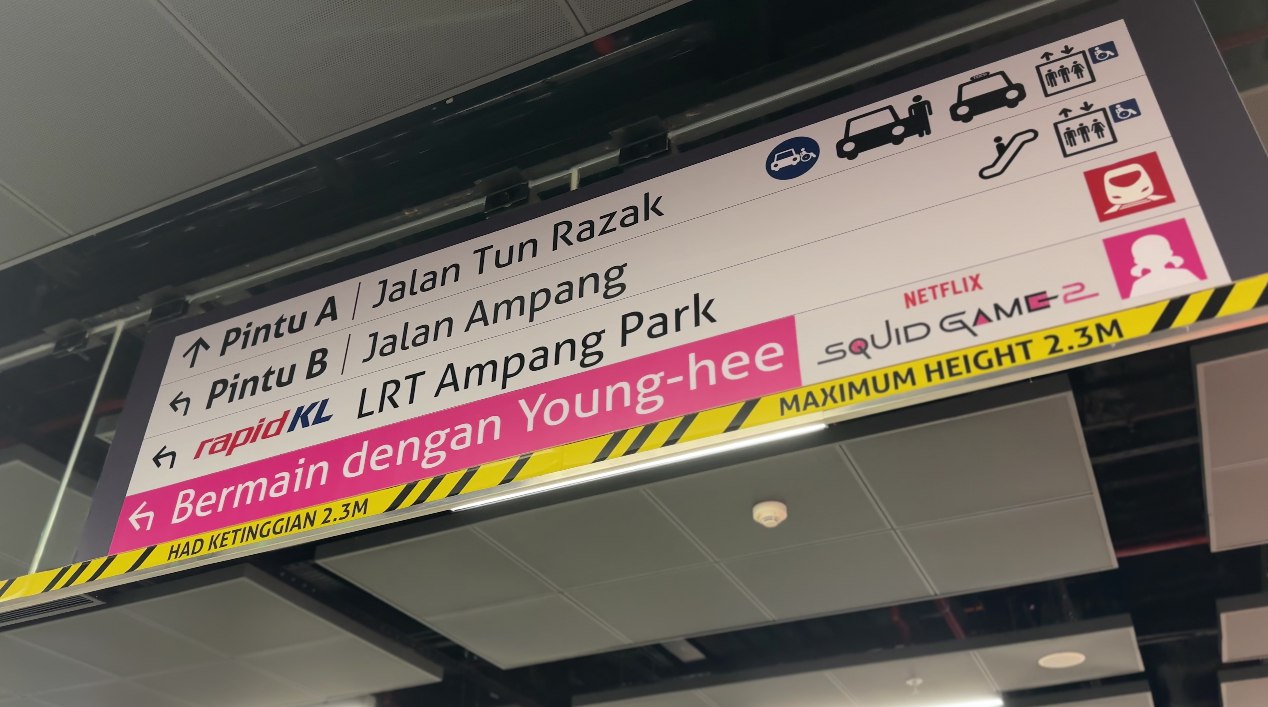 Pintu A | Jalan Tun Razak
Pintu B | Jalan Ampang
rapidKL LRT Ampang Park
Bermain dengan Young-hee
NETFLIX
SQUID GAME 2
HAD KETINGGIAN 2.3M
MAXIMUM HEIGHT 2.3M